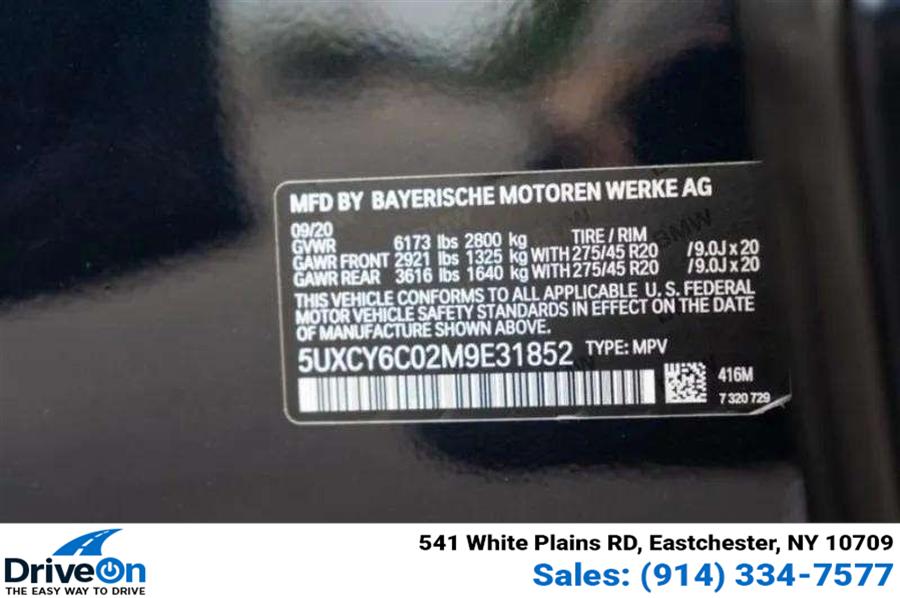 MFD BY BAYERISCHE MOTOREN WERKE AG
09/20 TIRE / RIM
GVWR 6173 lbs 2800 kg
GAWR FRONT 2921 lbs 1325 kg WITH 275/45 R20 /9.0J x 20
GAWR REAR 3616 lbs 1640 kg WITH 275/45 R20 /9.0J x 20
THIS VEHICLE CONFORMS TO ALL APPLICABLE U.S. FEDERAL
MOTOR VEHICLE SAFETY STANDARDS IN EFFECT ON THE DATE
OF MANUFACTURE SHOWN ABOVE.
5UXCY6C02M9E31852 TYPE: MPV
416M
7 320 729
BMW
DriveOn
THE EASY WAY TO DRIVE
541 White Plains RD, Eastchester, NY 10709
Sales: (914) 334-7577